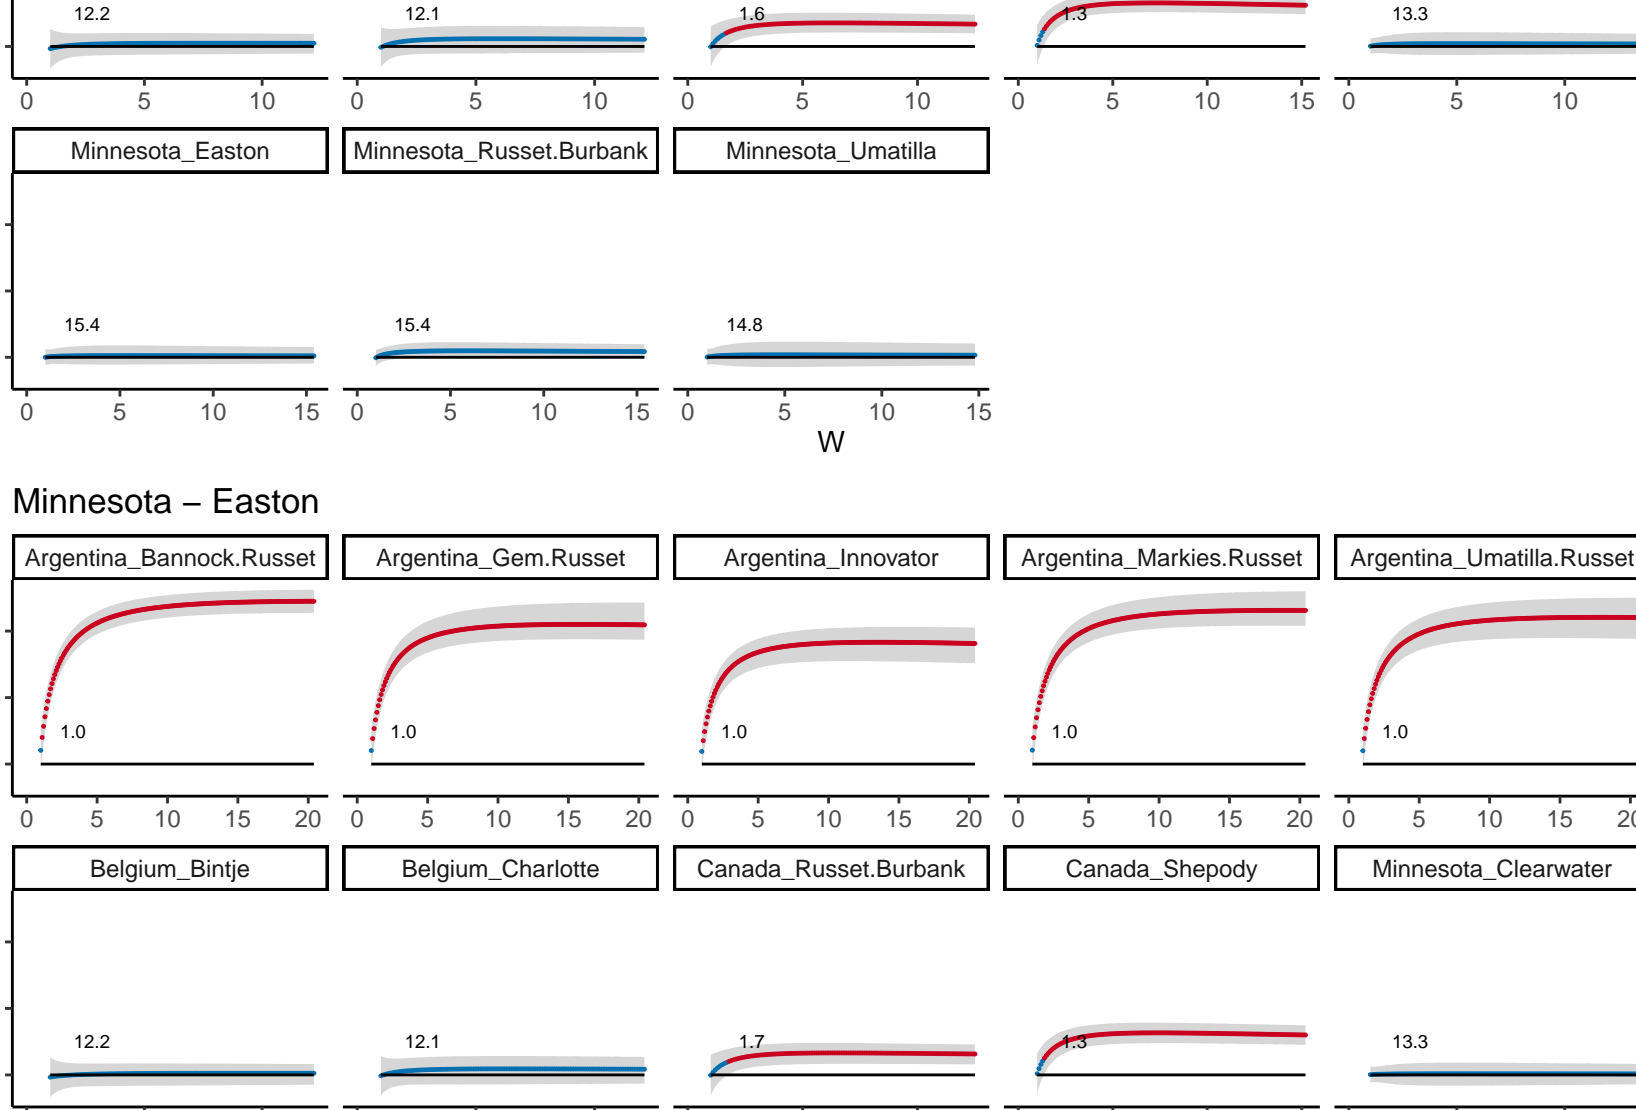 12.2 12.1 1.6 1.3 13.3
0 5 10 0 5 10 0 5 10 0 5 10 15 0 5 10
Minnesota_Easton Minnesota_Russet.Burbank Minnesota_Umatilla
15.4 15.4 14.8
0 5 10 15 0 5 10 15 0 5 10 15
W
Minnesota – Easton
Argentina_Bannock.Russet Argentina_Gem.Russet Argentina_Innovator Argentina_Markies.Russet Argentina_Umatilla.Russet
1.0 1.0 1.0 1.0 1.0
0 5 10 15 20 0 5 10 15 20 0 5 10 15 20 0 5 10 15 20 0 5 10 15 20
Belgium_Bintje Belgium_Charlotte Canada_Russet.Burbank Canada_Shepody Minnesota_Clearwater
12.2 12.1 1.7 1.3 13.3